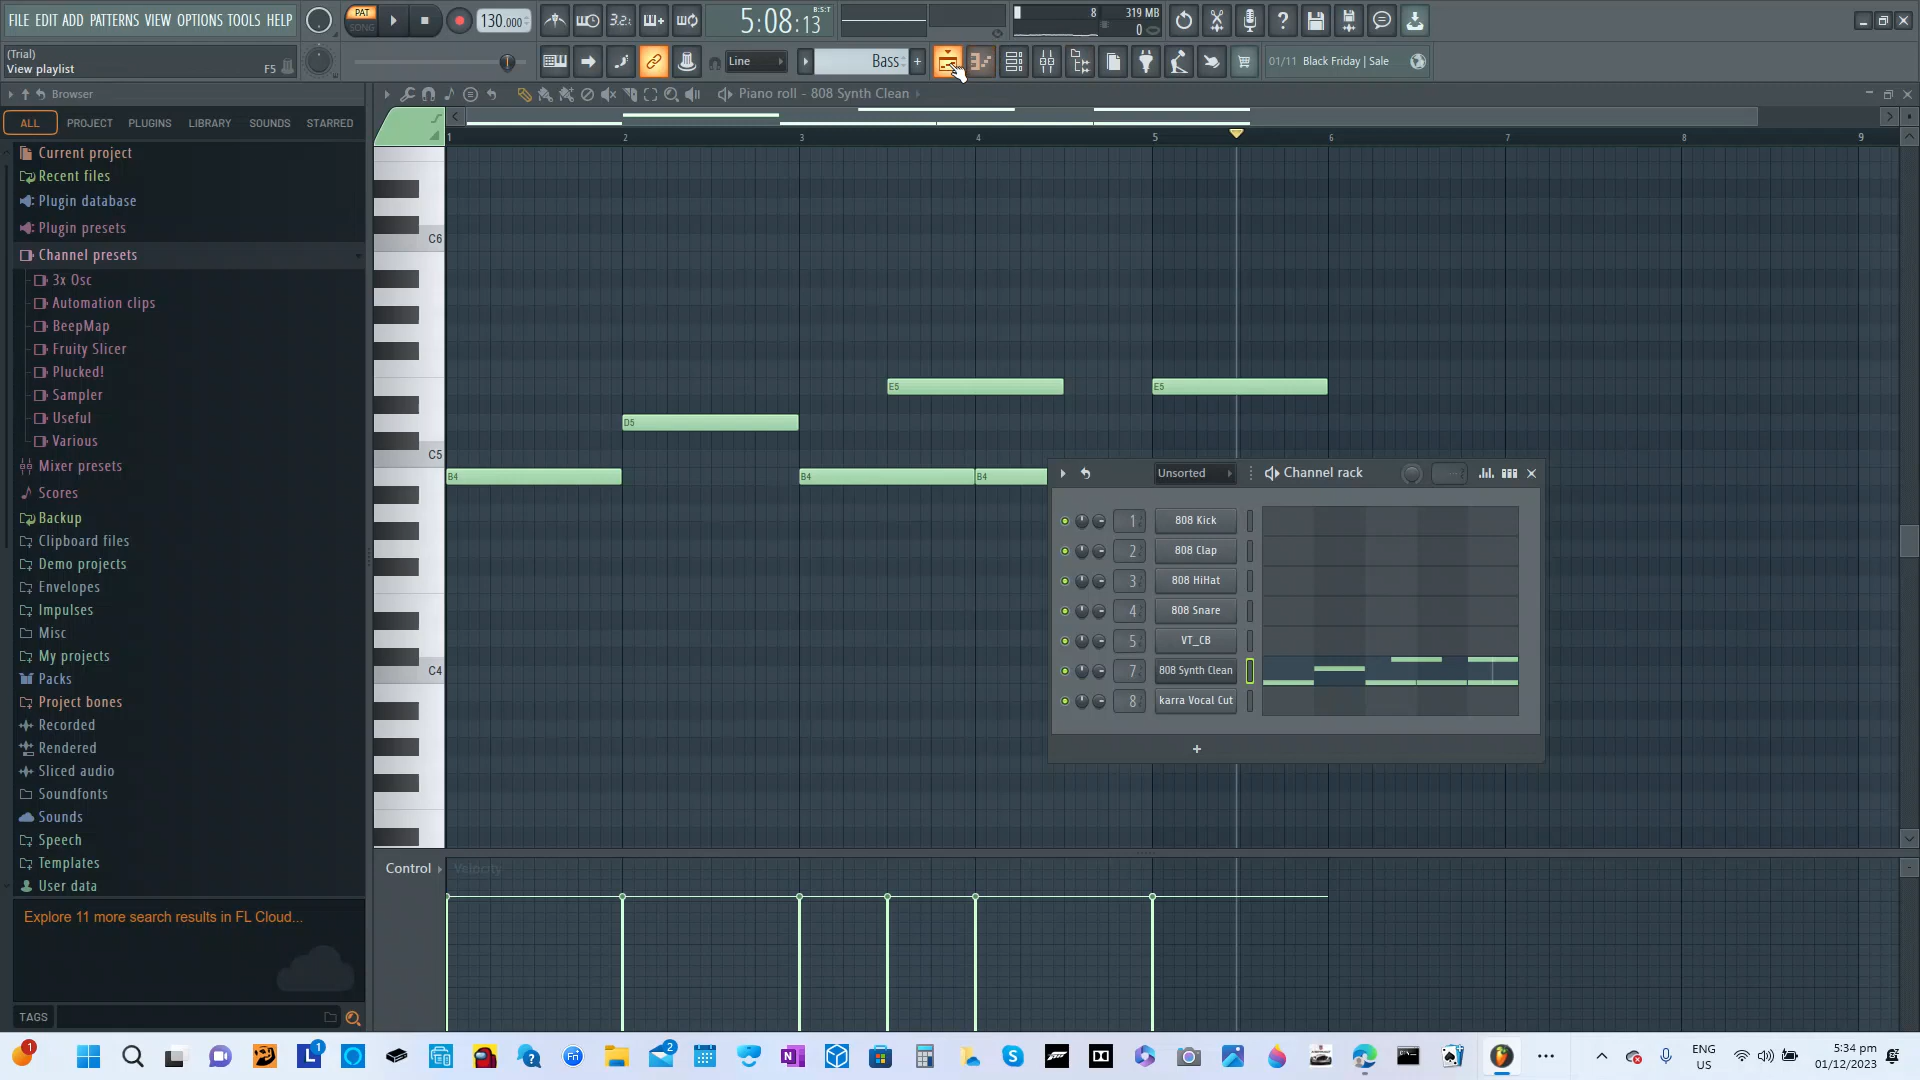 FILE EDIT ADD PATTERNS VIEW OPTIONS TOOLS HELP
PAT
SONG
130.000
3.2
5:08:13
B:S:T
8
319 MB
0
(Trial)
View playlist
F5
Line
Bass
+
01/11 Black Friday | Sale
Browser
Piano roll - 808 Synth Clean
ALL
PROJECT
PLUGINS
LIBRARY
SOUNDS
STARRED
1
2
3
4
5
6
7
8
9
Current project
Recent files
Plugin database
Plugin presets
Channel presets
3x Osc
Automation clips
BeepMap
Fruity Slicer
Plucked!
Sampler
Useful
Various
Mixer presets
Scores
Backup
Clipboard files
Demo projects
Envelopes
Impulses
Misc
My projects
Packs
Project bones
Recorded
Rendered
Sliced audio
Soundfonts
Sounds
Speech
Templates
User data
Explore 11 more search results in FL Cloud...
TAGS
C6
C5
C4
E5
E5
D5
B4
B4
B4
Unsorted
Channel rack
1
808 Kick
2
808 Clap
3
808 HiHat
4
808 Snare
5
VT_CB
7
808 Synth Clean
8
karra Vocal Cut
+
Control
Velocity
ENG
US
5:34 pm
01/12/2023